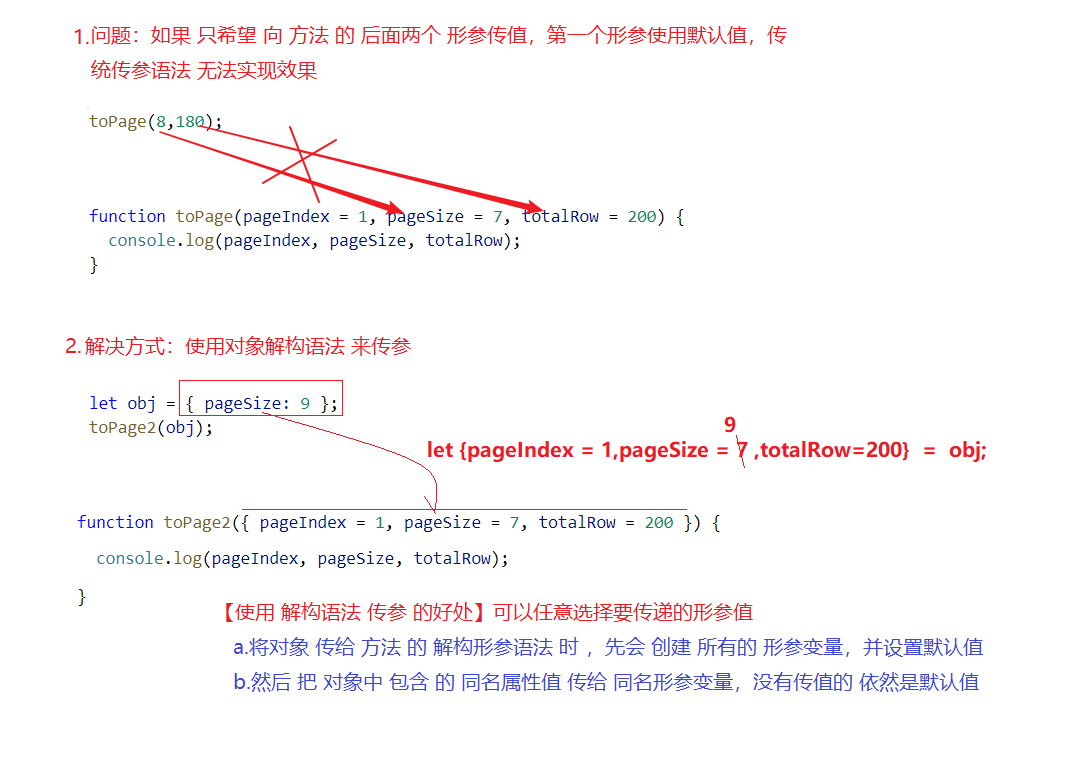 1.问题：如果 只希望 向 方法 的 后面两个 形参传值，第一个形参使用默认值，传
统传参语法 无法实现效果
toPage(8,180);
function toPage(pageIndex = 1, pageSize = 7, totalRow = 200) {
console.log(pageIndex, pageSize, totalRow);
}
2.解决方式：使用对象解构语法 来传参
let obj = { pageSize: 9 };
toPage2(obj);
9
let {pageIndex = 1,pageSize = 7 ,totalRow=200} = obj;
function toPage2({ pageIndex = 1, pageSize = 7, totalRow = 200 }) {
console.log(pageIndex, pageSize, totalRow);
}
【使用 解构语法 传参 的好处】可以任意选择要传递的形参值
a.将对象 传给 方法 的 解构形参语法 时 ，先会 创建 所有的 形参变量，并设置默认值
b.然后 把 对象中 包含 的 同名属性值 传给 同名形参变量，没有传值的 依然是默认值